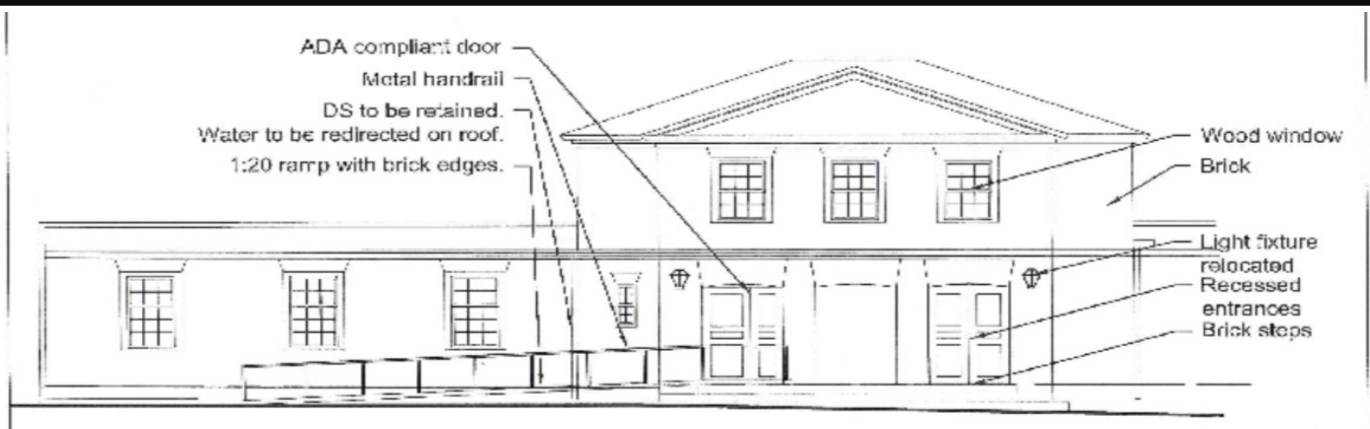 ADA compliant door
Metal handrail
DS to be retained.
Water to be redirected on roof.
1:20 ramp with brick edges.
Wood window
Brick
Light fixture
relocated
Recessed
entrances
Brick steps